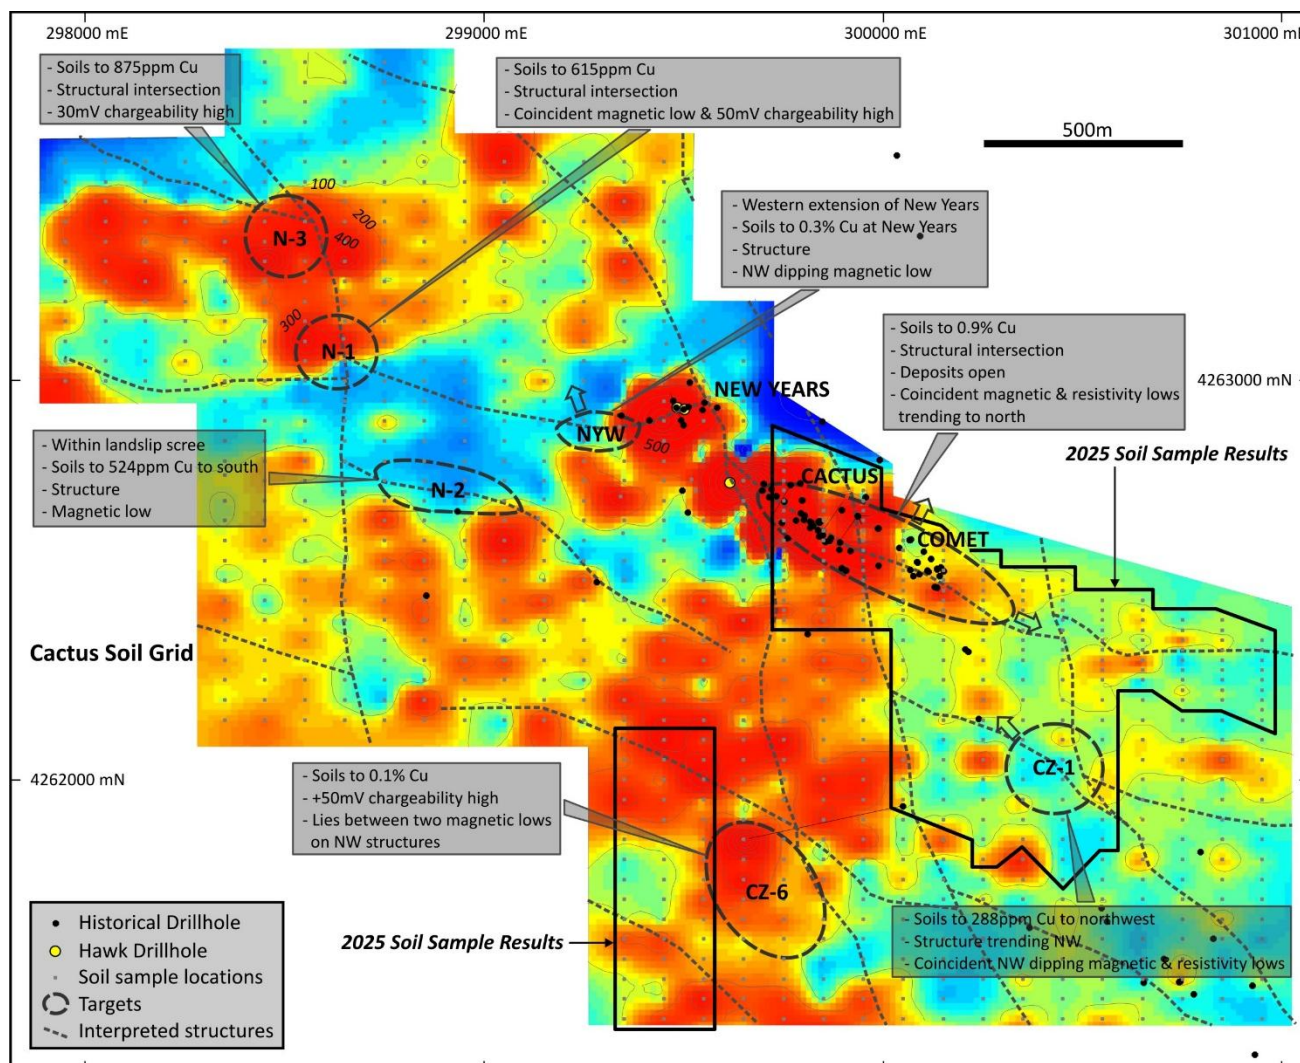 298000 mE
299000 mE
300000 mE
301000 mE
- Soils to 875ppm Cu
- Structural intersection
- 30mV chargeability high
- Soils to 615ppm Cu
- Structural intersection
- Coincident magnetic low & 50mV chargeability high
500m
- Western extension of New Years
- Soils to 0.3% Cu at New Years
- Structure
- NW dipping magnetic low
100
200
400
N-3
300
N-1
- Soils to 0.9% Cu
- Structural intersection
- Deposits open
- Coincident magnetic & resistivity lows
trending to north
4263000 mN
NEW YEARS
NYW
500
- Within landslip scree
- Soils to 524ppm Cu to south
- Structure
- Magnetic low
N-2
CACTUS
2025 Soil Sample Results
COMET
Cactus Soil Grid
4262000 mN
- Soils to 0.1% Cu
- +50mV chargeability high
- Lies between two magnetic lows
on NW structures
CZ-1
CZ-6
- Soils to 288ppm Cu to northwest
- Structure trending NW
- Coincident NW dipping magnetic & resistivity lows
2025 Soil Sample Results
Historical Drillhole
Hawk Drillhole
Soil sample locations
Targets
Interpreted structures